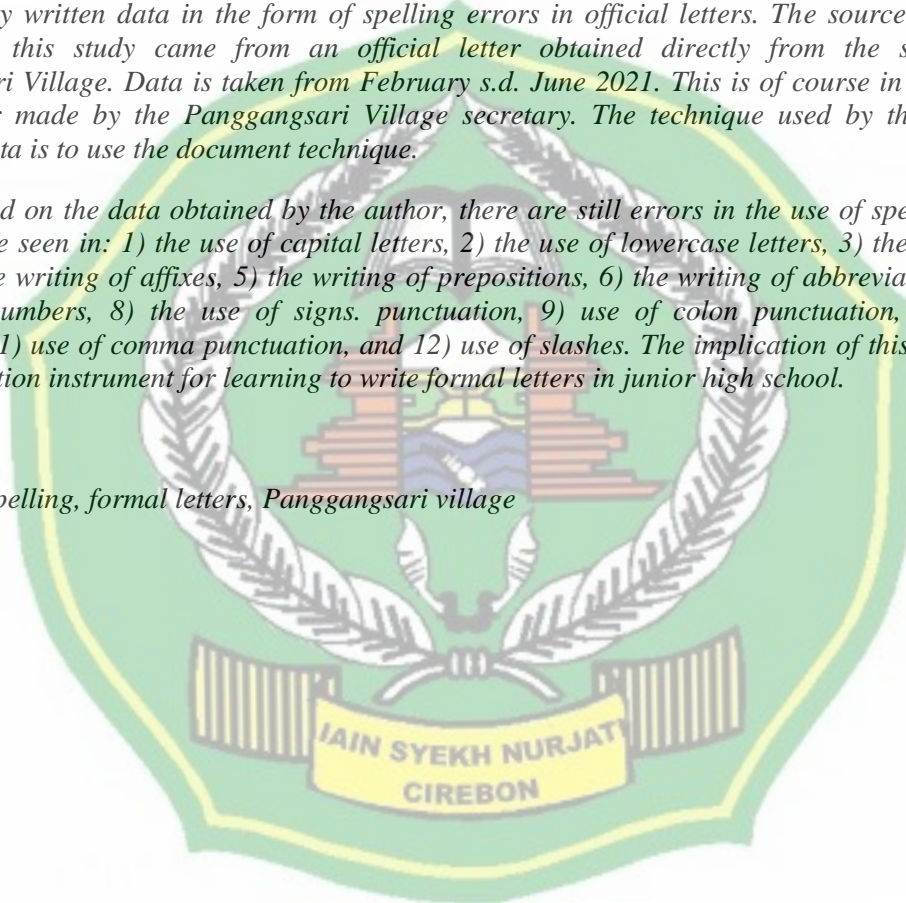 y written data in the form of spelling errors in official letters. The source
this study came from an official letter obtained directly from the s
ri Village. Data is taken from February s.d. June 2021. This is of course in
made by the Panggangsari Village secretary. The technique used by th
ta is to use the document technique.
d on the data obtained by the author, there are still errors in the use of spe
e seen in: 1) the use of capital letters, 2) the use of lowercase letters, 3) the
e writing of affixes, 5) the writing of prepositions, 6) the writing of abbrevia
umbers, 8) the use of signs. punctuation, 9) use of colon punctuation,
1) use of comma punctuation, and 12) use of slashes. The implication of this
tion instrument for learning to write formal letters in junior high school.
pelling, formal letters, Panggangsari village
IAIN SYEKH NURJATI
CIREBON